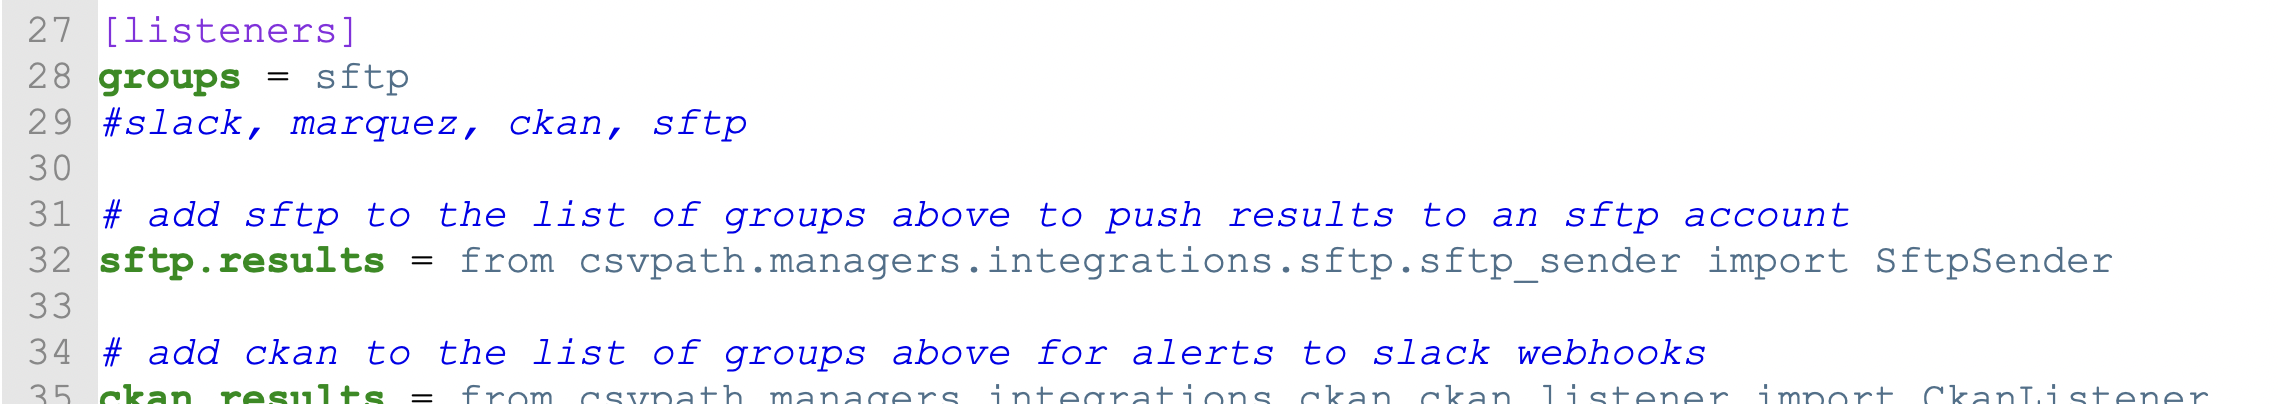 27 [listeners]
28 groups = sftp
29 #slack, marquez, ckan, sftp
30
31 # add sftp to the list of groups above to push results to an sftp account
32 sftp.results = from csvpath.managers.integrations.sftp.sftp_sender import SftpSender
33
34 # add ckan to the list of groups above for alerts to slack webhooks
35 ckan.results = from csvpath.managers.integrations.ckan.ckan_listener import CkanListener